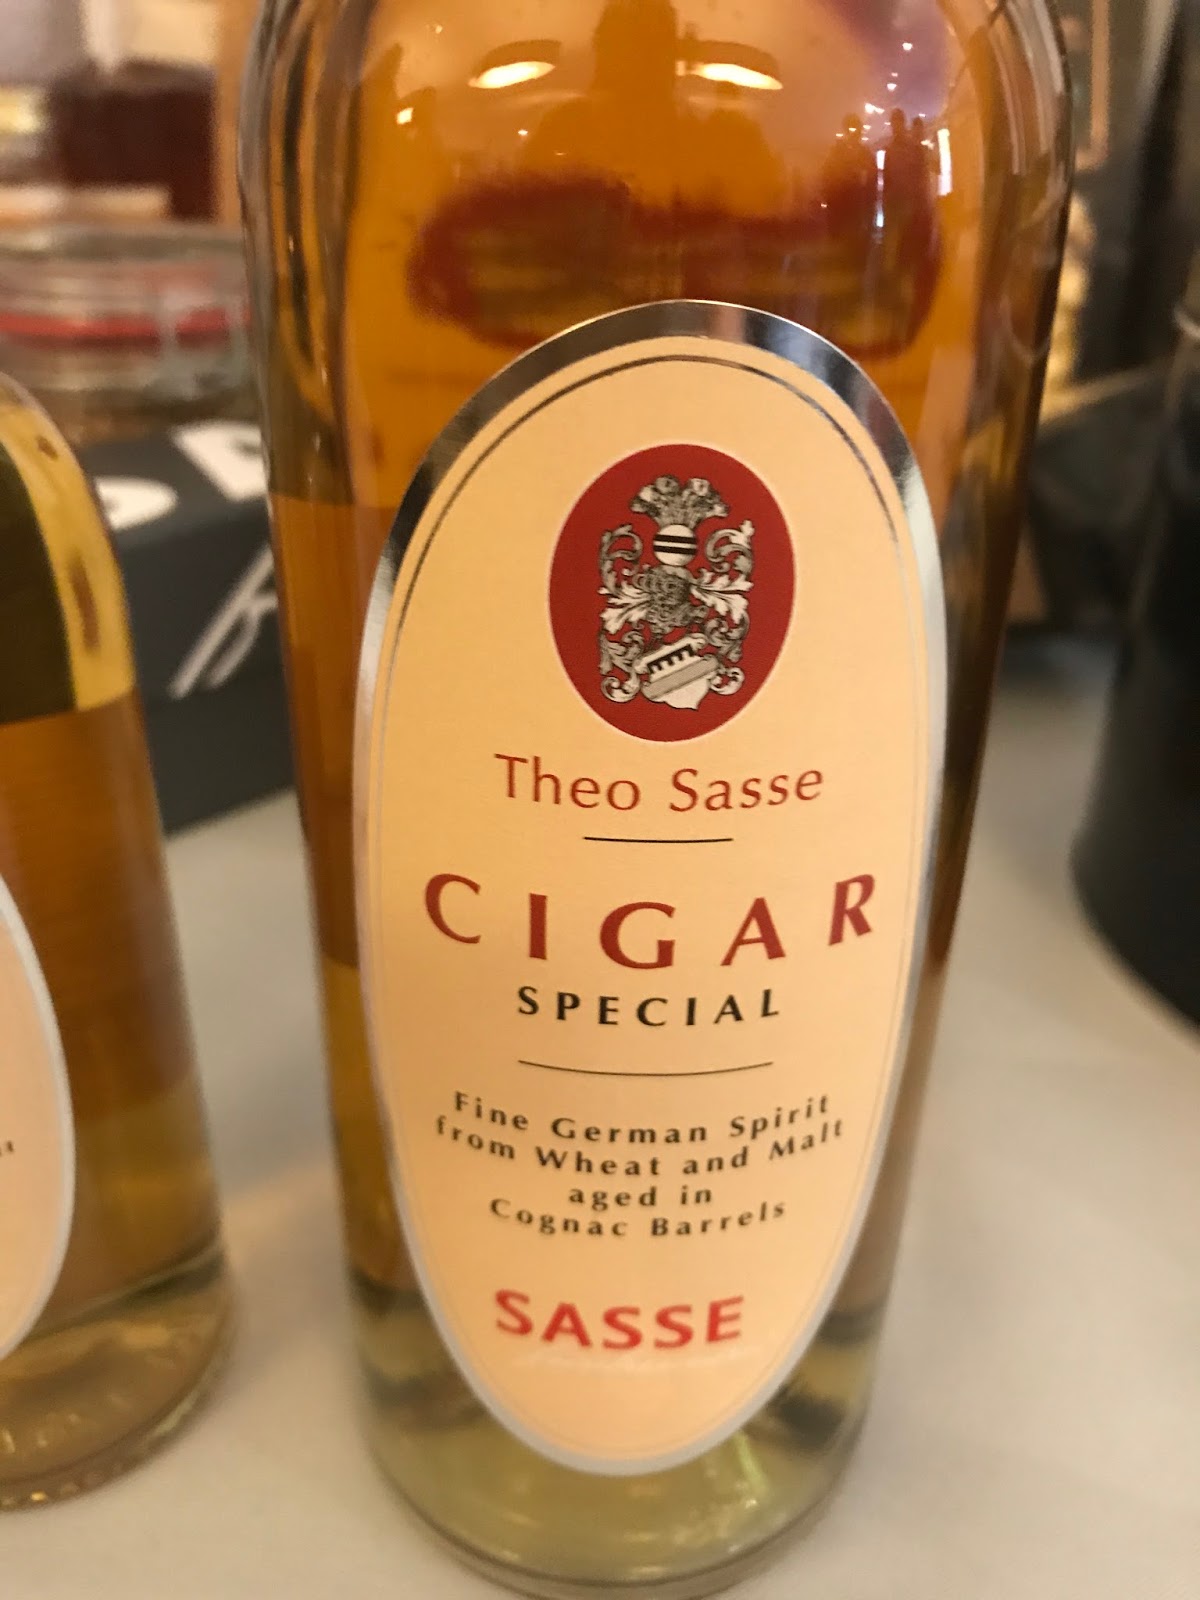 Theo Sasse
CIGAR
SPECIAL
Fine German Spirit
from Wheat and Malt
aged in
Cognac Barrels
SASSE